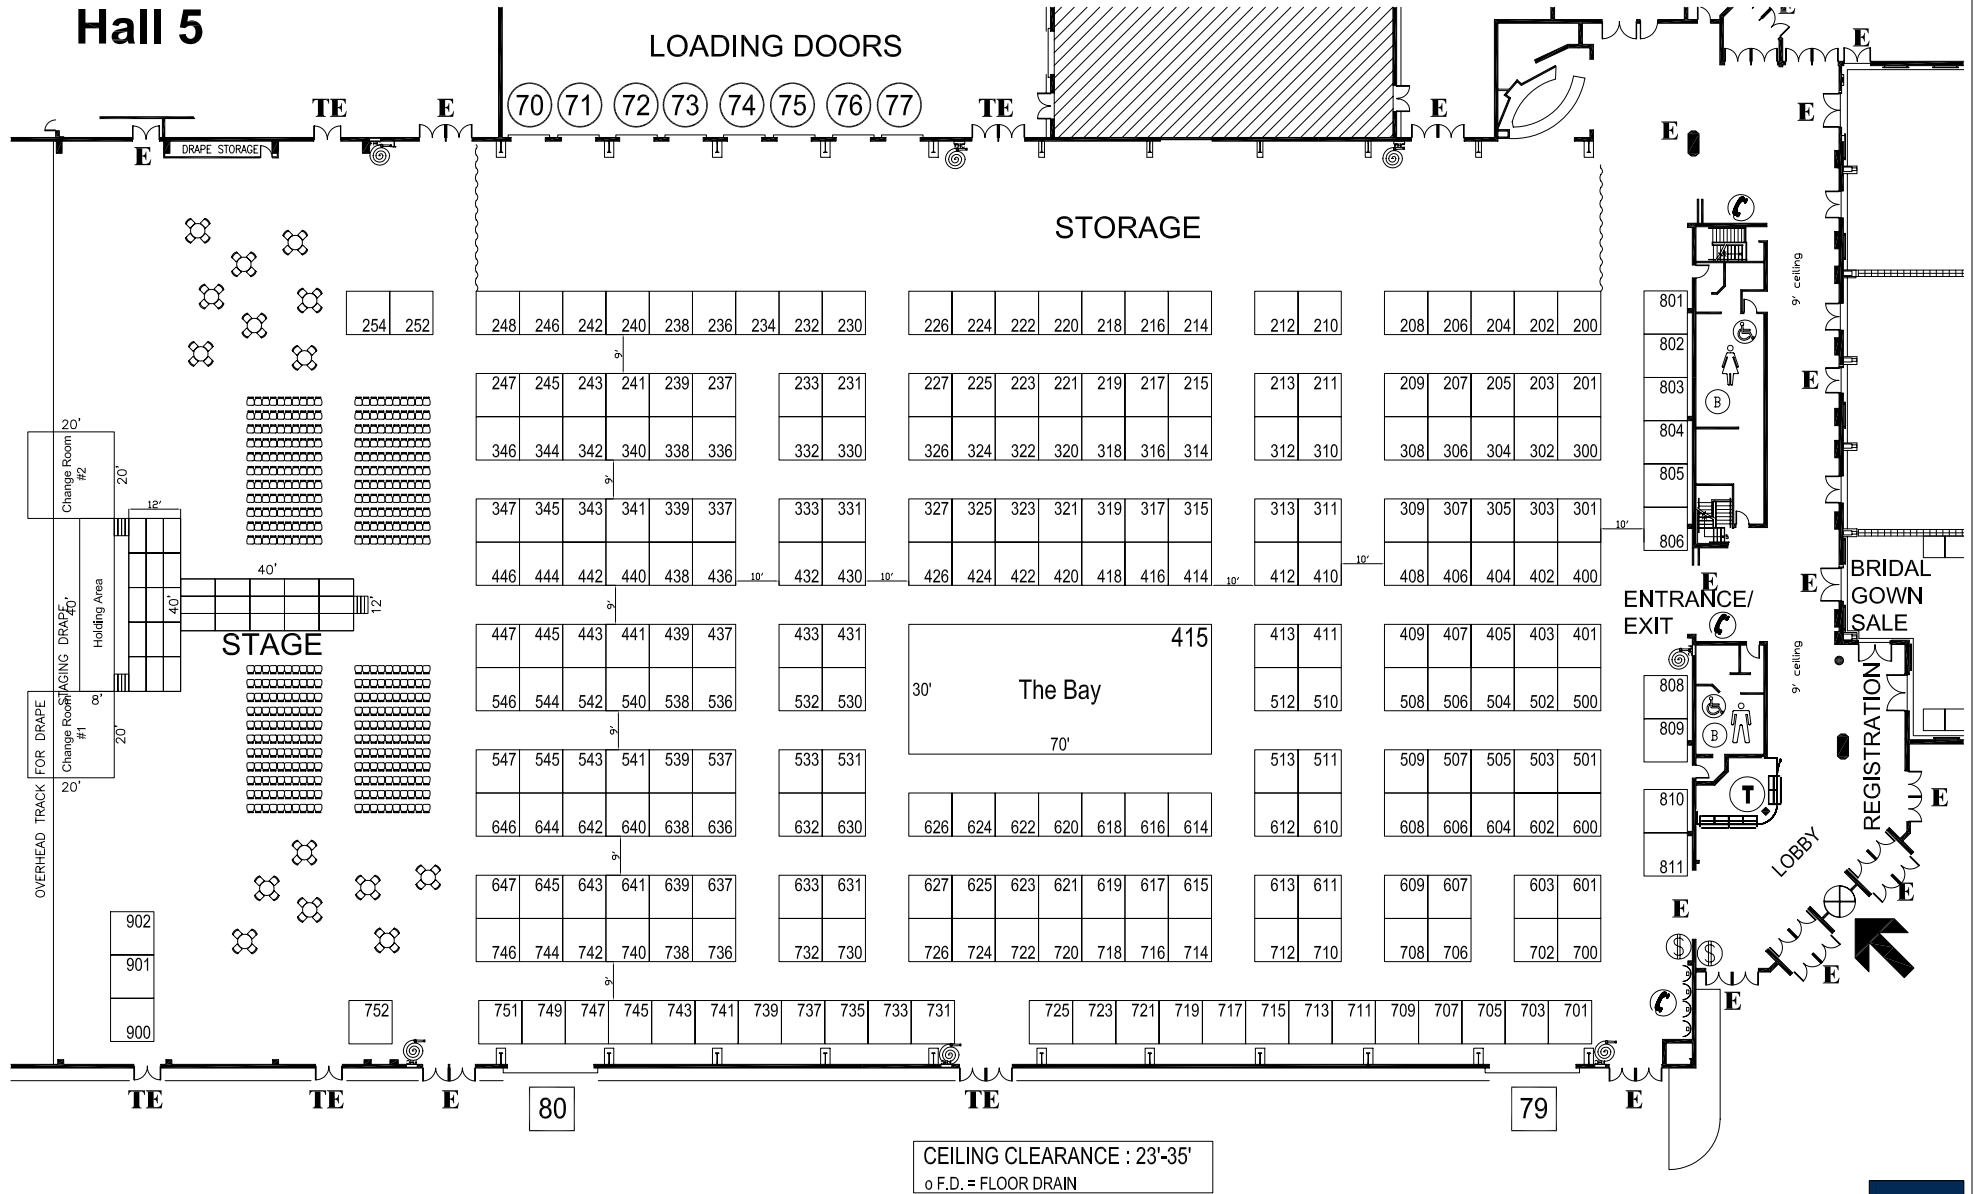 Hall 5
LOADING DOORS
70 71 72 73 74 75 76 77
TE E TE E E E E
E
DRAPE STORAGE
E
STORAGE
9' ceiling
254 252 248 246 242 240 238 236 234 232 230 226 224 222 220 218 216 214 212 210 208 206 204 202 200 801
9'
802
247 245 243 241 239 237 233 231 227 225 223 221 219 217 215 213 211 209 207 205 203 201 803
E
B
346 344 342 340 338 336 332 330 326 324 322 320 318 316 314 312 310 308 306 304 302 300 804
20'
Change Room
#2
20'
9'
805
12'
347 345 343 341 339 337 333 331 327 325 323 321 319 317 315 313 311 309 307 305 303 301
10'
806
446 444 442 440 438 436 10' 432 430 10' 426 424 422 420 418 416 414 10' 412 410 10' 408 406 404 402 400
40'
40'
Holding Area
40'
12'
STAGE
STAGING DRAPE
8'
9'
E
E
BRIDAL
GOWN
SALE
ENTRANCE/
EXIT
447 445 443 441 439 437 433 431 415 413 411 409 407 405 403 401
9' ceiling
808
30'
The Bay
70'
546 544 542 540 538 536 532 530 512 510 508 506 504 502 500
Change Room
#1
20'
20'
OVERHEAD TRACK FOR DRAPE
9'
809
B
REGISTRATION
547 545 543 541 539 537 533 531 513 511 509 507 505 503 501
T
810
E
646 644 642 640 638 636 632 630 626 624 622 620 618 616 614 612 610 608 606 604 602 600
9'
LOBBY
811
647 645 643 641 639 637 633 631 627 625 623 621 619 617 615 613 611 609 607 603 601
E
E
902
746 744 742 740 738 736 732 730 726 724 722 720 718 716 714 712 710 708 706 702 700
$ $
901
9'
E
E
900
752 751 749 747 745 743 741 739 737 735 733 731 725 723 721 719 717 715 713 711 709 707 705 703 701
TE TE E TE E
80 79
CEILING CLEARANCE : 23'-35'
o F.D. = FLOOR DRAIN